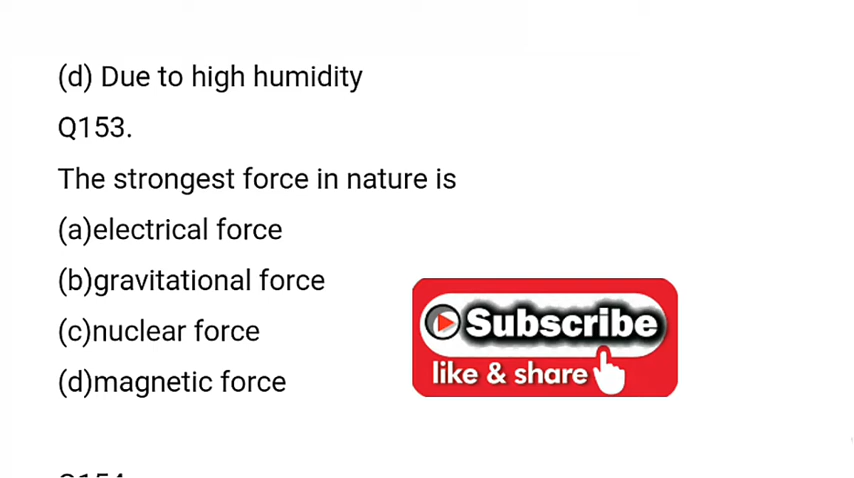 (d) Due to high humidity
Q153.
The strongest force in nature is
(a)electrical force
(b)gravitational force
(c)nuclear force
(d)magnetic force
Subscribe
like & share